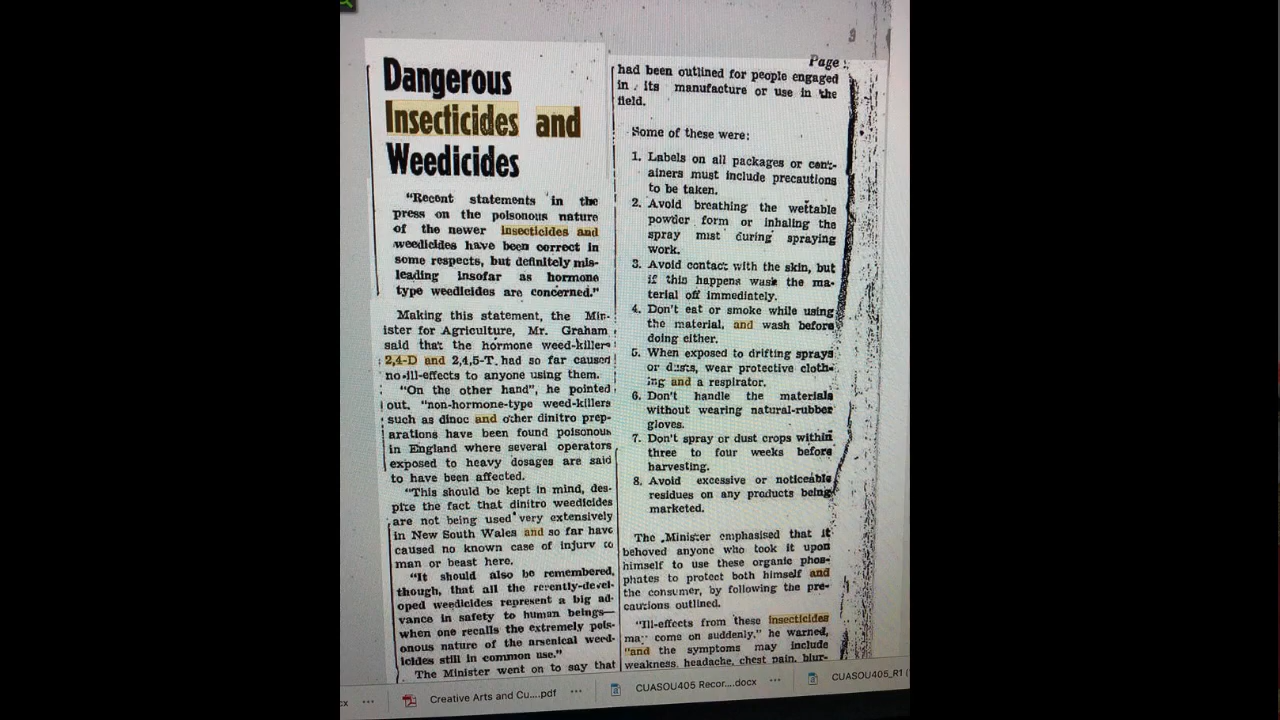 Dangerous
Insecticides and
Weedicides
"Recent statements in the
press on the poisonous nature
of the newer insecticides and
weedicides have been correct in
some respects, but definitely mis-
leading insofar as hormone
type weedicides are concerned."
Making this statement, the Min-
ister for Agriculture, Mr. Graham
said that the hormone weed-killers
2,4-D and 2,4,5-T. had so far caused
no-ill-effects to anyone using them.
"On the other hand", he pointed
out, "non-hormone-type weed-killers
such as dinoc and other dinitro prep-
arations have been found poisonous
in England where several operators
exposed to heavy dosages are said
to have been affected.
"This should be kept in mind, des-
pite the fact that dinitro weedicides
are not being used very extensively
in New South Wales and so far have
caused no known case of injury to
man or beast here.
"It should also be remembered,
though, that all the recently-devel-
oped weedicides represent a big ad-
vance in safety to human beings—
when one recalls the extremely pois-
onous nature of the arsenical weed-
icides still in common use."
The Minister went on to say that
Page
3
had been outlined for people engaged
in its manufacture or use in the
field.
Some of these were:
1. Labels on all packages or cont-
ainers must include precautions
to be taken.
2. Avoid breathing the wettable
powder form or inhaling the
spray mist during spraying
work.
3. Avoid contact with the skin, but
if this happens wash the ma-
terial off immediately.
4. Don't eat or smoke while using
the material, and wash before
doing either.
5. When exposed to drifting sprays
or dusts, wear protective cloth-
ing and a respirator.
6. Don't handle the materials
without wearing natural-rubber
gloves.
7. Don't spray or dust crops within
three to four weeks before
harvesting.
8. Avoid excessive or noticeable
residues on any products being
marketed.
The Minister emphasised that it
behoved anyone who took it upon
himself to use these organic phos-
phates to protect both himself and
the consumer, by following the pre-
cautions outlined.
"Ill-effects from these insecticides
may come on suddenly," he warned,
"and the symptoms may include
weakness, headache, chest pain, blur-
cx ••• Creative Arts and Cu....pdf ••• CUASOU405 Recor....docx ••• CUASOU405_R1 (